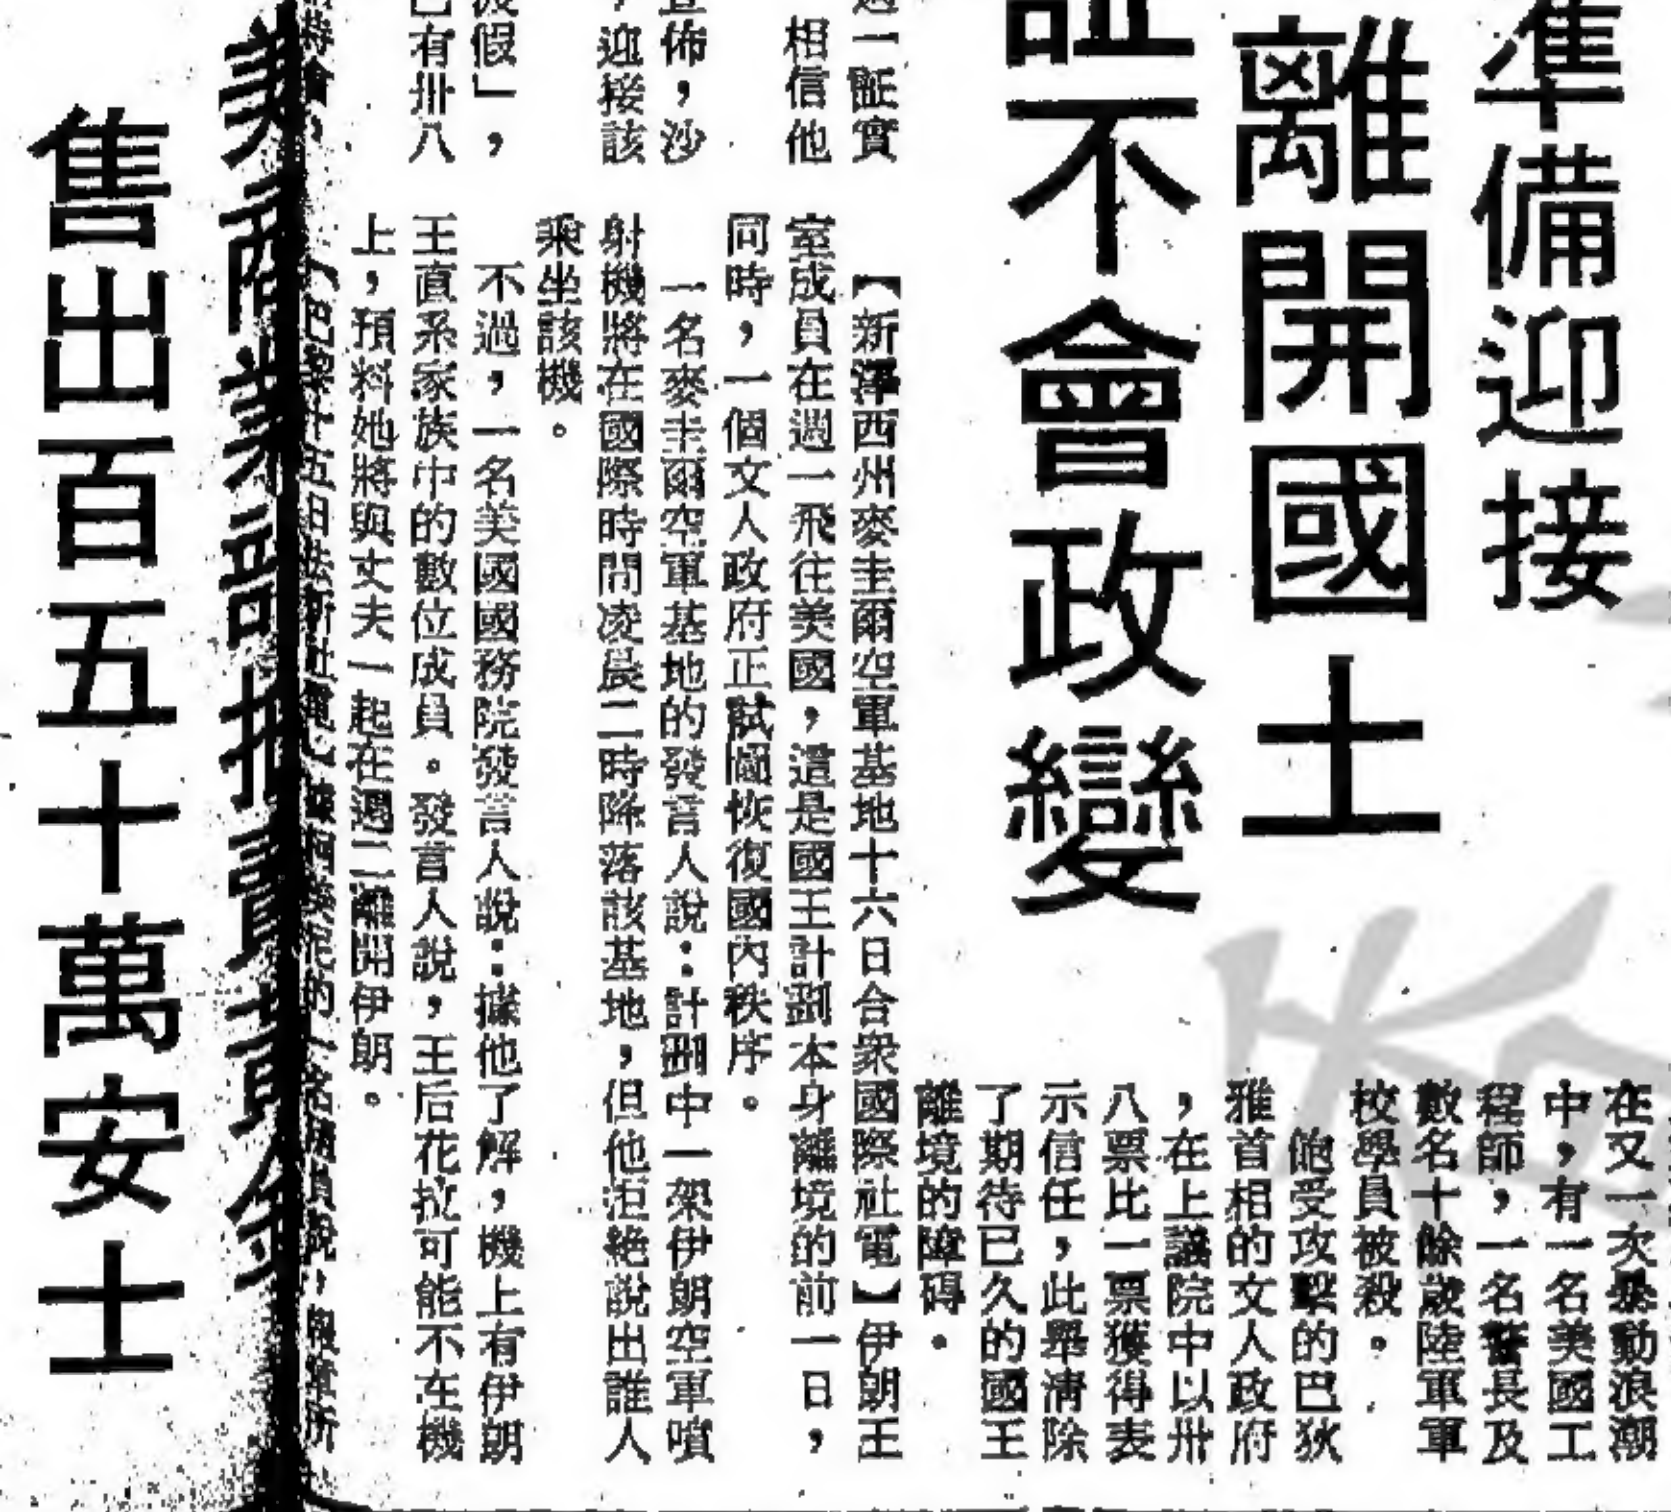 準備迎接
離開國土
証不會政變
在又一次暴動浪潮
中，有一名美國工
程師，一名警長及
數名十餘歲陸軍軍
校學員被殺。
飽受攻擊的巴狄
雅首相的文人政府
，在上議院中以卅
八票比一票獲得表
示信任，此舉清除
了期待已久的國王
離境的障碍。
一証實
相信他
佈，沙
，迎接該
假」，
有卅八
【新澤西州麥圭爾空軍基地十六日合衆國際社電】伊朗王
室成員在週一飛往美國，這是國王計劃本身離境的前一日，
同時，一個文人政府正試圖恢復國內秩序。
一名麥圭爾空軍基地的發言人說：計劃中一架伊朗空軍噴
射機將在國際時間凌晨二時降落該基地，但他拒絶說出誰人
乘坐該機。
不過，一名美國國務院發言人說：據他了解，機上有伊朗
王直系家族中的數位成員。發言人說，王后花拉可能不在機
上，預料她將與丈夫一起在週二離開伊朗。
美商業部拍賣黃金
售出百五十萬安士